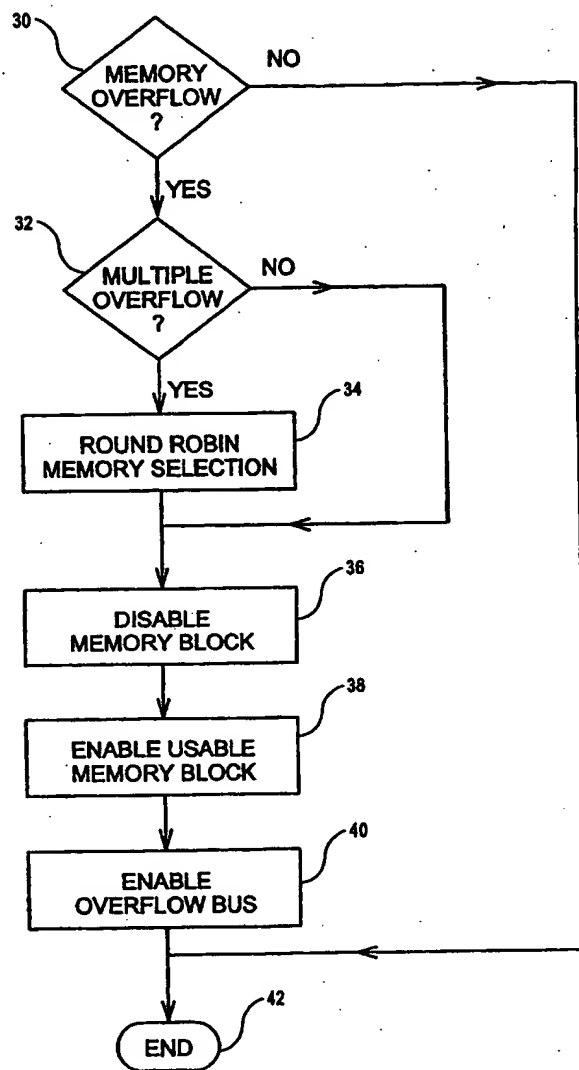 30
MEMORY
OVERFLOW
?
NO
YES
32
MULTIPLE
OVERFLOW
?
NO
YES
34
ROUND ROBIN
MEMORY SELECTION
36
DISABLE
MEMORY BLOCK
38
ENABLE USABLE
MEMORY BLOCK
40
ENABLE
OVERFLOW BUS
42
END